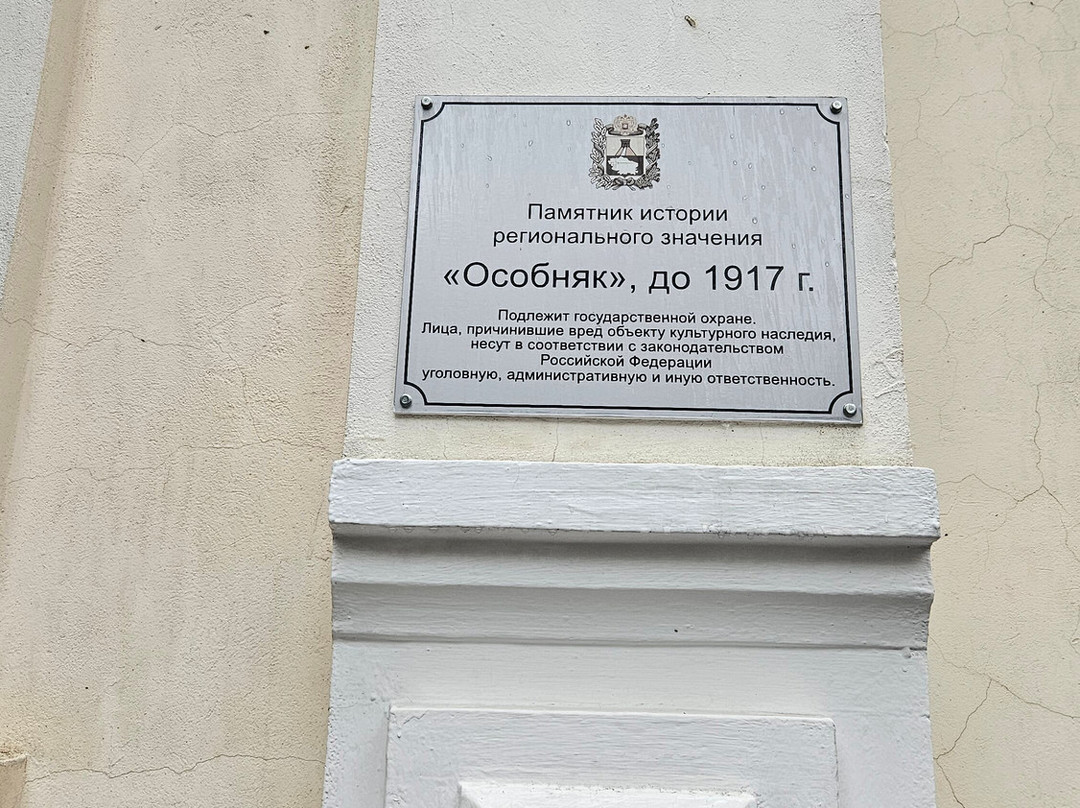 Памятник истории
регионального значения
«Особняк», до 1917 г.
Подлежит государственной охране.
Лица, причинившие вред объекту культурного наследия,
несут в соответствии с законодательством
Российской Федерации
уголовную, административную и иную ответственность.